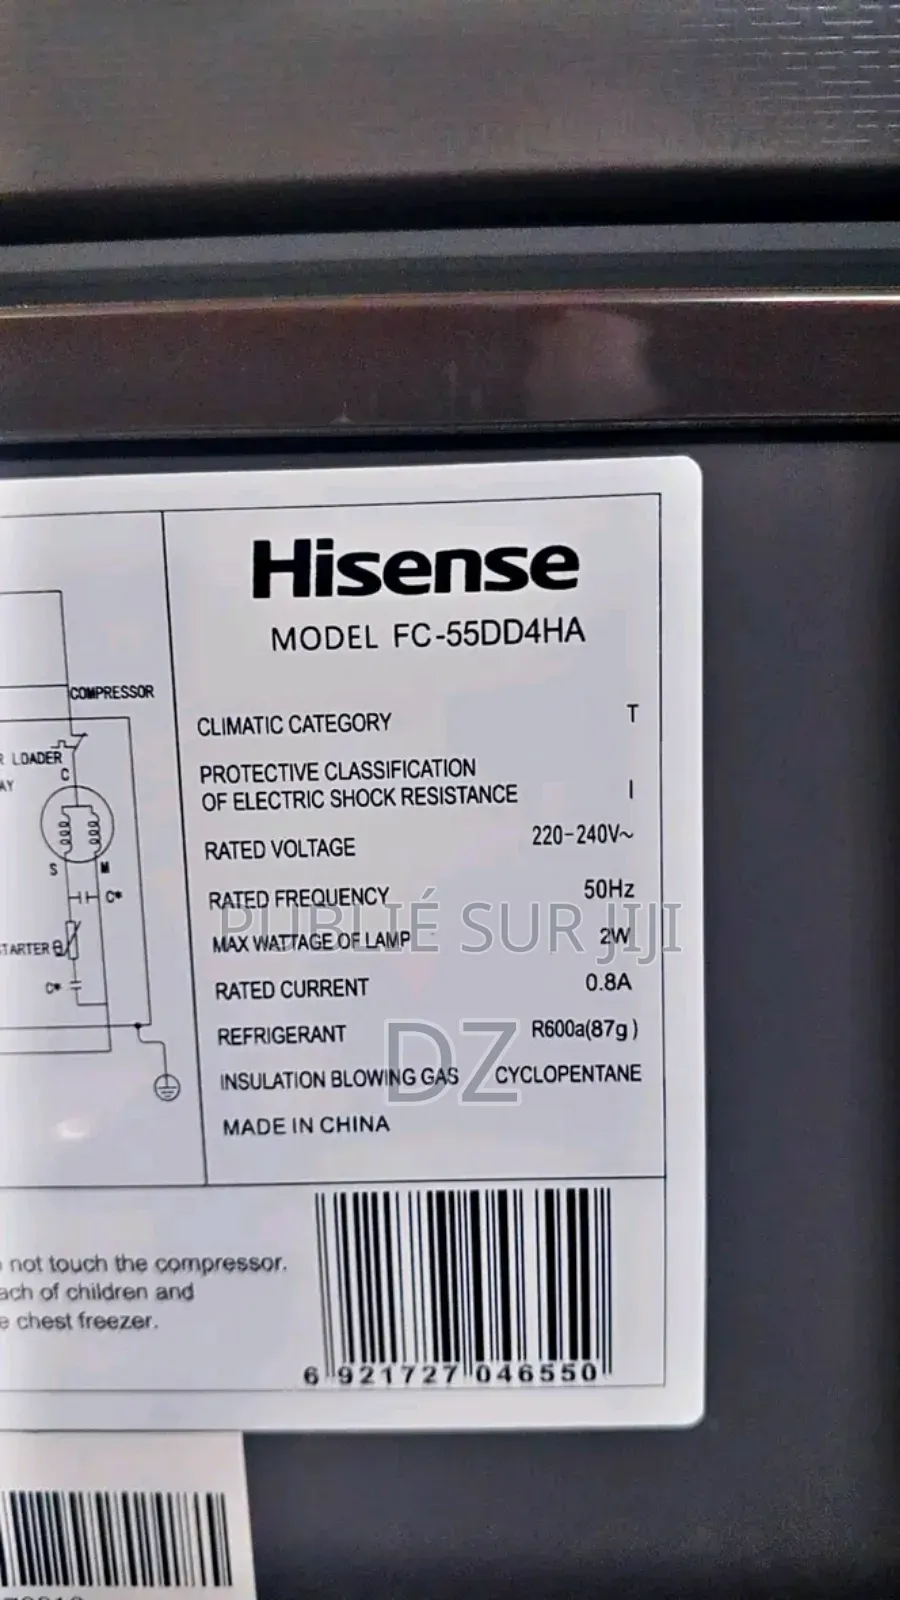 Hisense
MODEL FC-55DD4HA
COMPRESSOR
CLIMATIC CATEGORY T
LOADER
C
PROTECTIVE CLASSIFICATION
OF ELECTRIC SHOCK RESISTANCE I
S M
C*
RATED VOLTAGE 220-240V~
RATED FREQUENCY 50Hz
PUBLIÉ SUR JIJI
MAX WATTAGE OF LAMP 2W
TARTER θ
C*
RATED CURRENT 0.8A
REFRIGERANT R600a(87g)
DZ
INSULATION BLOWING GAS CYCLOPENTANE
MADE IN CHINA
not touch the compressor.
ach of children and
e chest freezer.
6 921727 046550